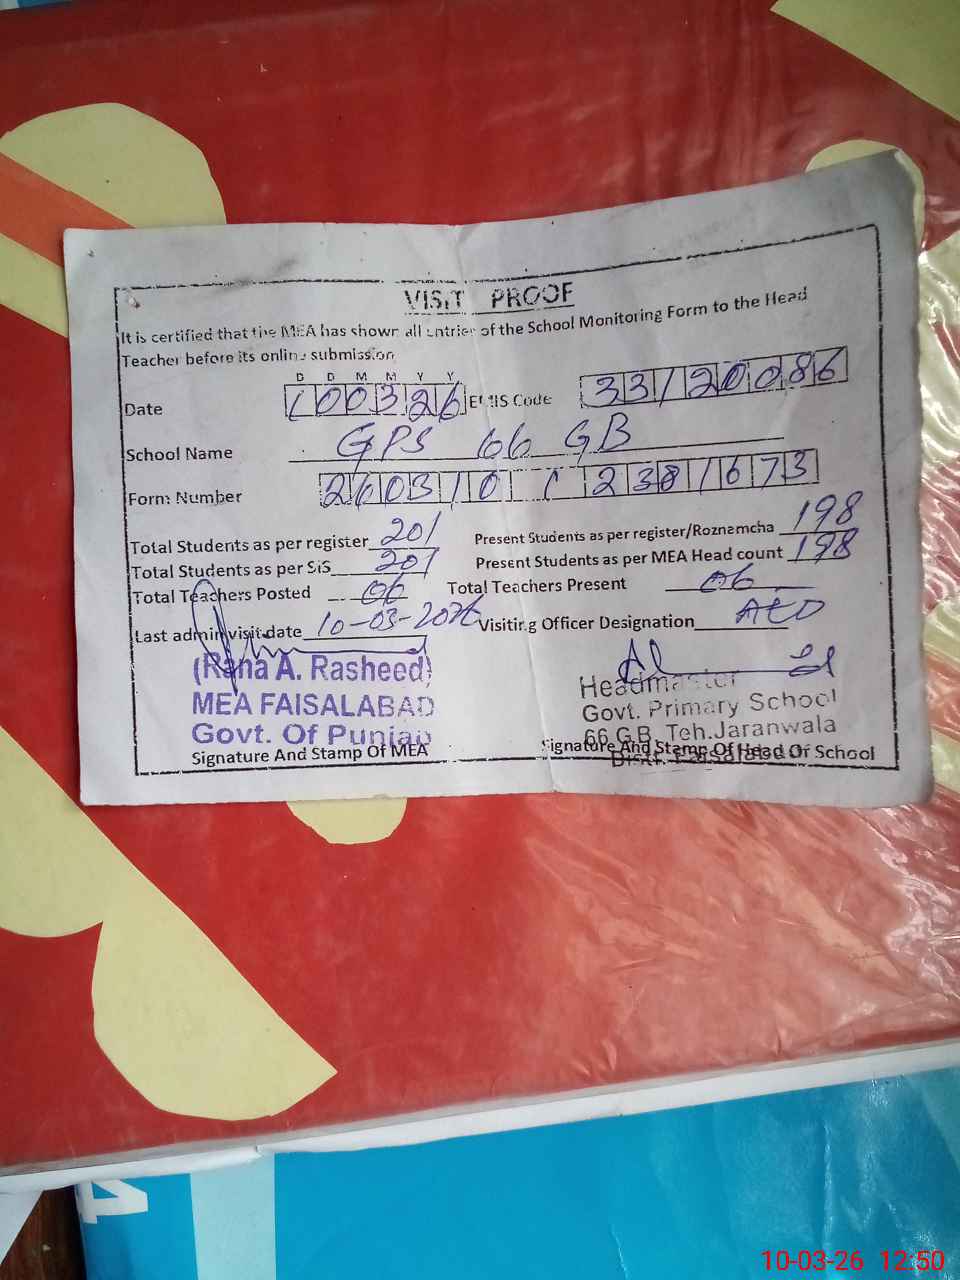 VISIT PROOF
It is certified that the MEA has shown all entries of the School Monitoring Form to the Head
Teacher before its online submission
D D M M Y Y
Date 100326 EMIS Code 33120086
School Name GPS 66 GB
Form Number 260310 1 2381673
Total Students as per register 201 Present Students as per register/Roznamcha 198
Total Students as per SiS 201 Present Students as per MEA Head count 198
Total Teachers Posted 06 Total Teachers Present 06
Last admin visit date 10-03-2026 Visiting Officer Designation AEO
(Rana A. Rasheed)
MEA FAISALABAD
Govt. Of Punjab
Signature And Stamp Of MEA
Headmaster
Govt. Primary School
66 G.B. Teh. Jaranwala
Distt. Faisalabad
Signature And Stamp Of Head Of School
4
10-03-26 12:50